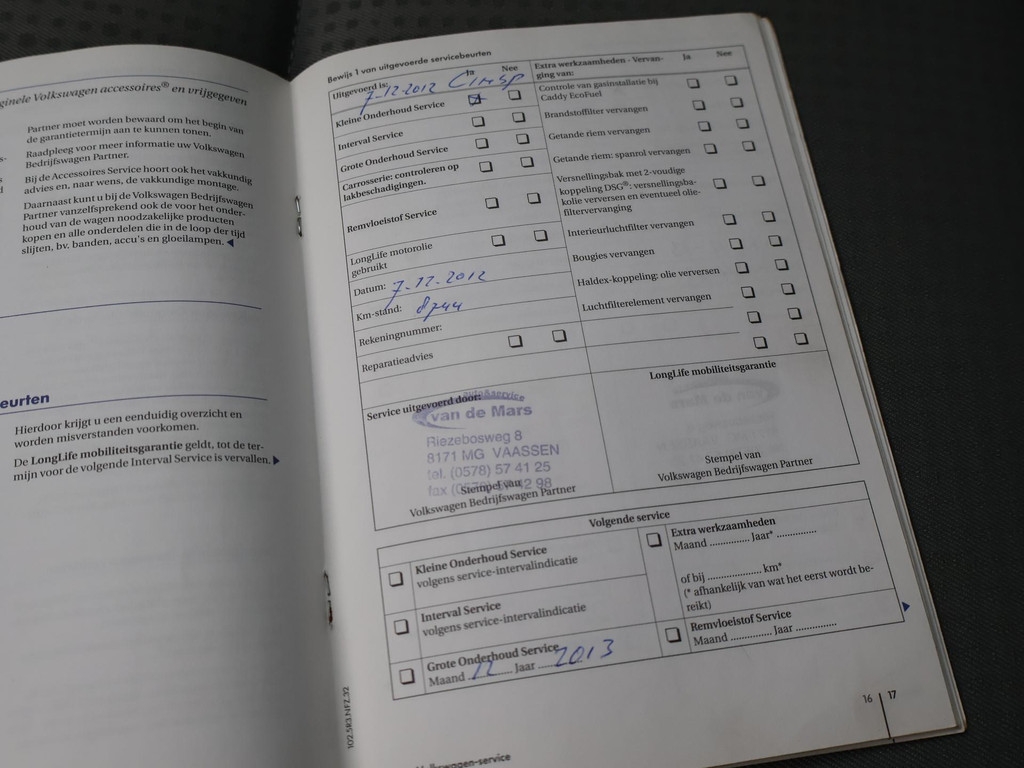 ginele Volkswagen accessoires® en vrijgegeven
Partner moet worden bewaard om het begin van
de garantietermijn aan te kunnen tonen.
Raadpleeg voor meer informatie uw Volkswagen
Bedrijfswagen Partner.
Bij de Accessoires Service hoort ook het vakkundig
advies en, naar wens, de vakkundige montage.
Daarnaast kunt u bij de Volkswagen Bedrijfswagen
Partner vanzelfsprekend ook de voor het onder-
houd van de wagen noodzakelijke producten
kopen en alle onderdelen die in de loop der tijd
slijten, bv. banden, accu's en gloeilampen.
eurten
Hierdoor krijgt u een eenduidig overzicht en
worden misverstanden voorkomen.
De LongLife mobiliteitsgarantie geldt, tot de ter-
mijn voor de volgende Interval Service is vervallen.
Bewijs 1 van uitgevoerde servicebeurten
Uitgevoerd is: Ja Nee
7-12-2012
Kleine Onderhoud Service
Interval Service
Grote Onderhoud Service
Carrosserie: controleren op
lakbeschadigingen.
Remvloeistof Service
LongLife motorolie
gebruikt
Datum: 7-12-2012
Km-stand: 8744
Rekeningnummer:
Reparatieadvies
Extra werkzaamheden - Vervan-
ging van: Ja Nee
Controle van gasinstallatie bij
Caddy EcoFuel
Brandstoffilter vervangen
Getande riem vervangen
Getande riem: spanrol vervangen
Versnellingsbak met 2-voudige
koppeling DSG®: versnellingsba-
kolie verversen en eventueel olie-
filtervervanging
Interieurluchtfilter vervangen
Bougies vervangen
Haldex-koppeling: olie verversen
Luchtfilterelement vervangen
Service uitgevoerd door:
auto&service
van de Mars
Riezebosweg 8
8171 MG VAASSEN
tel. (0578) 57 41 25
fax (0578) 57 42 98
Stempel van
Volkswagen Bedrijfswagen Partner
LongLife mobiliteitsgarantie
Stempel van
Volkswagen Bedrijfswagen Partner
Volgende service
Kleine Onderhoud Service
volgens service-intervalindicatie
Interval Service
volgens service-intervalindicatie
Grote Onderhoud Service
Maand 12 Jaar 2013
Extra werkzaamheden
Maand .............. Jaar* ..............
of bij ................... km*
(* afhankelijk van wat het eerst wordt be-
reikt)
Remvloeistof Service
Maand .............. Jaar ..............
102.5R3.NFZ.32
16 | 17
wagen-service